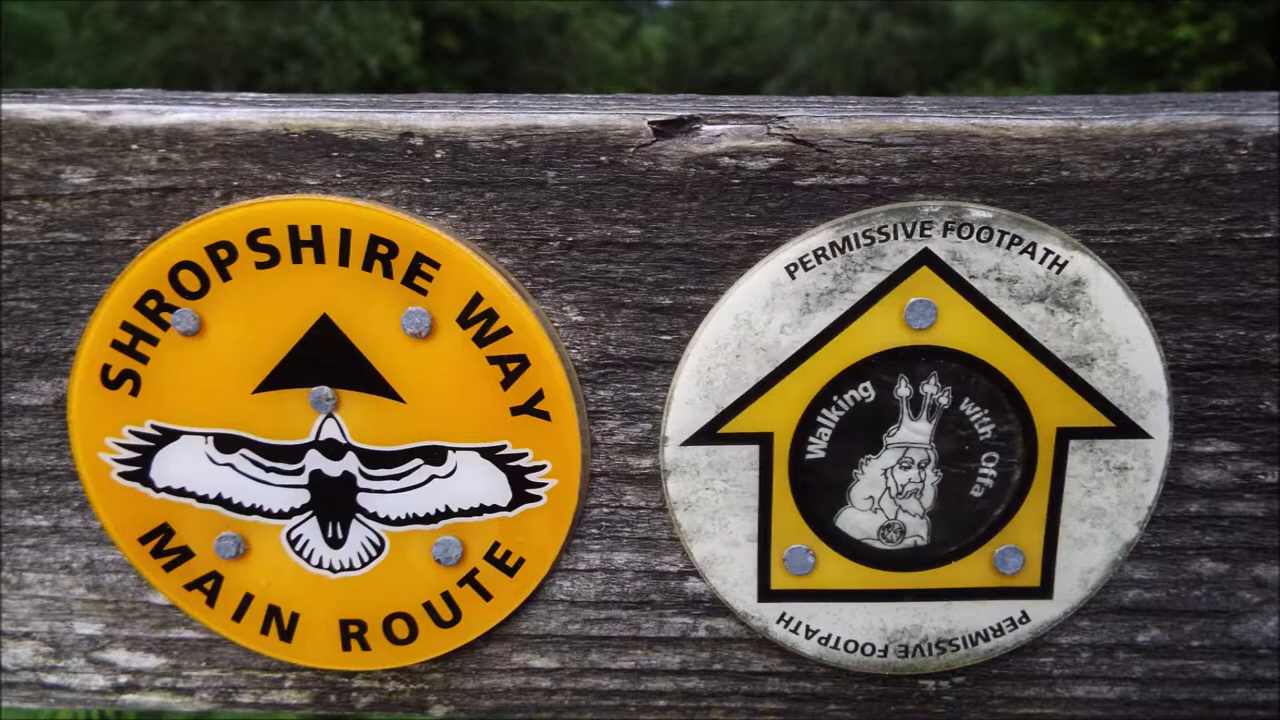 SHROPSHIRE WAY
MAIN ROUTE
PERMISSIVE FOOTPATH
Walking with Offa
PERMISSIVE FOOTPATH